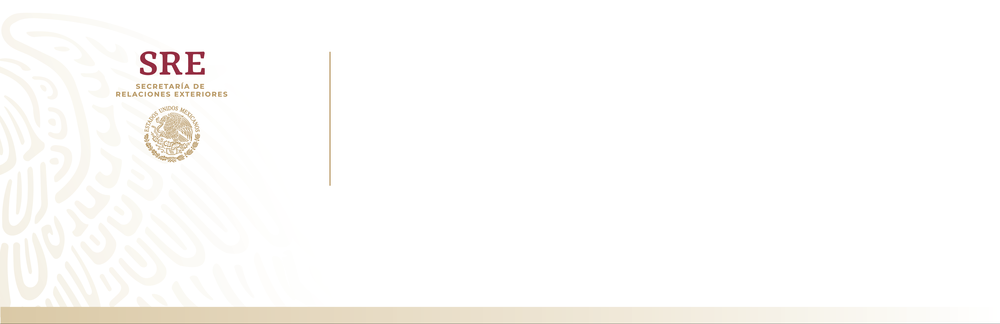 SRE
SECRETARÍA DE
RELACIONES EXTERIORES
ESTADOS UNIDOS MEXICANOS